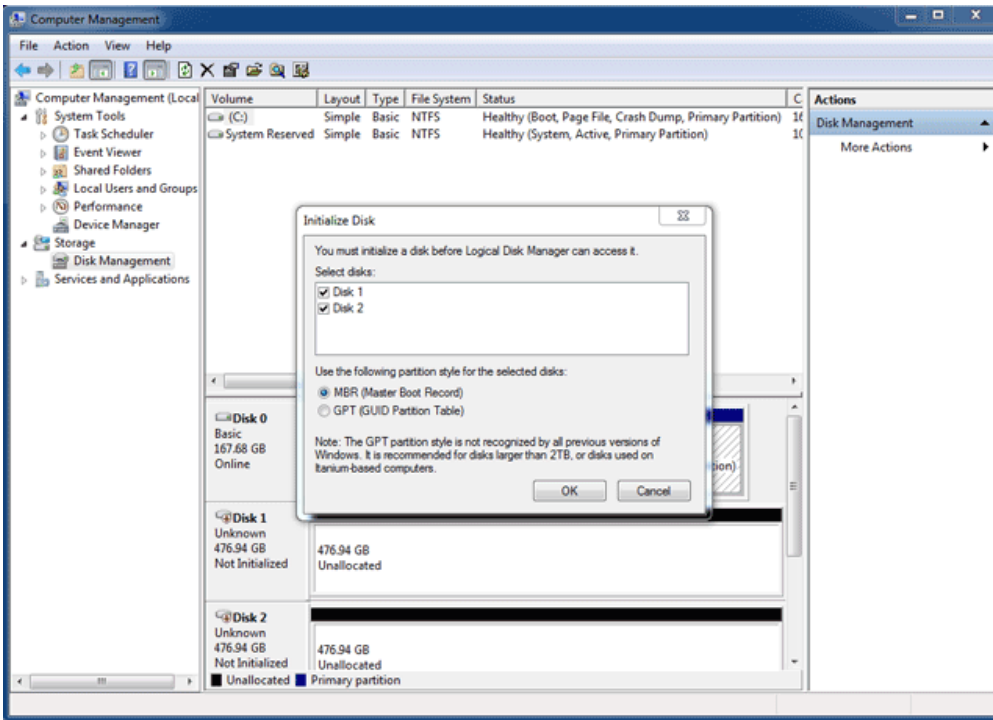 Computer Management
File Action View Help
Computer Management (Local
System Tools
Task Scheduler
Event Viewer
Shared Folders
Local Users and Groups
Performance
Device Manager
Storage
Disk Management
Services and Applications
Volume Layout Type File System Status C
(C:) Simple Basic NTFS Healthy (Boot, Page File, Crash Dump, Primary Partition) 16
System Reserved Simple Basic NTFS Healthy (System, Active, Primary Partition) 10
Actions
Disk Management
More Actions
Initialize Disk
You must initialize a disk before Logical Disk Manager can access it.
Select disks:
Disk 1
Disk 2
Use the following partition style for the selected disks:
MBR (Master Boot Record)
GPT (GUID Partition Table)
Note: The GPT partition style is not recognized by all previous versions of
Windows. It is recommended for disks larger than 2TB, or disks used on
Itanium-based computers.
OK Cancel
Disk 0
Basic
167.68 GB
Online
tion)
Disk 1
Unknown
476.94 GB
Not Initialized
476.94 GB
Unallocated
Disk 2
Unknown
476.94 GB
Not Initialized
476.94 GB
Unallocated
Unallocated Primary partition